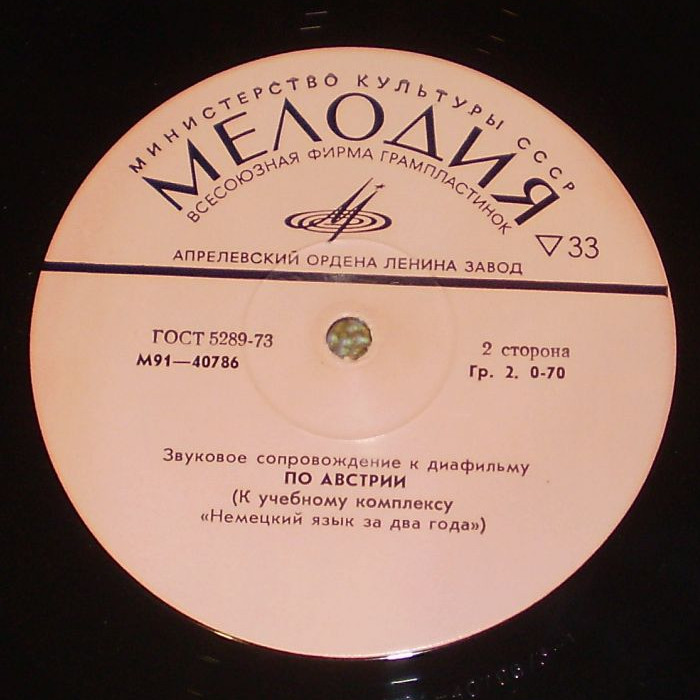 МИНИСТЕРСТВО КУЛЬТУРЫ СССР
МЕЛОДИЯ
ВСЕСОЮЗНАЯ ФИРМА ГРАМПЛАСТИНОК
▽33
АПРЕЛЕВСКИЙ ОРДЕНА ЛЕНИНА ЗАВОД
ГОСТ 5289-73
М91—40786
2 сторона
Гр. 2. 0-70
Звуковое сопровождение к диафильму
ПО АВСТРИИ
(К учебному комплексу
«Немецкий язык за два года»)